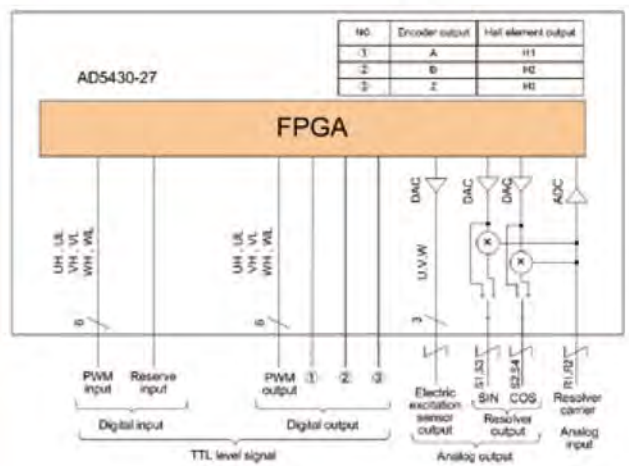 NO. Encoder output Hall element output
① A H1
② B H2
③ Z H3
AD5430-27
FPGA
DAC
DAC
DAC
ADC
UH , UL
VH , VL
WH , WL
UH , UL
VH , VL
WH , WL
U.V.W
×
×
6
6
3
S1,S3
S2,S4
R1,R2
PWM input
Reserve input
PWM output
①
②
③
Electric excitation sensor output
SIN
COS
Resolver output
Resolver carrier
Analog input
Digital input
Digital output
Analog output
TTL level signal